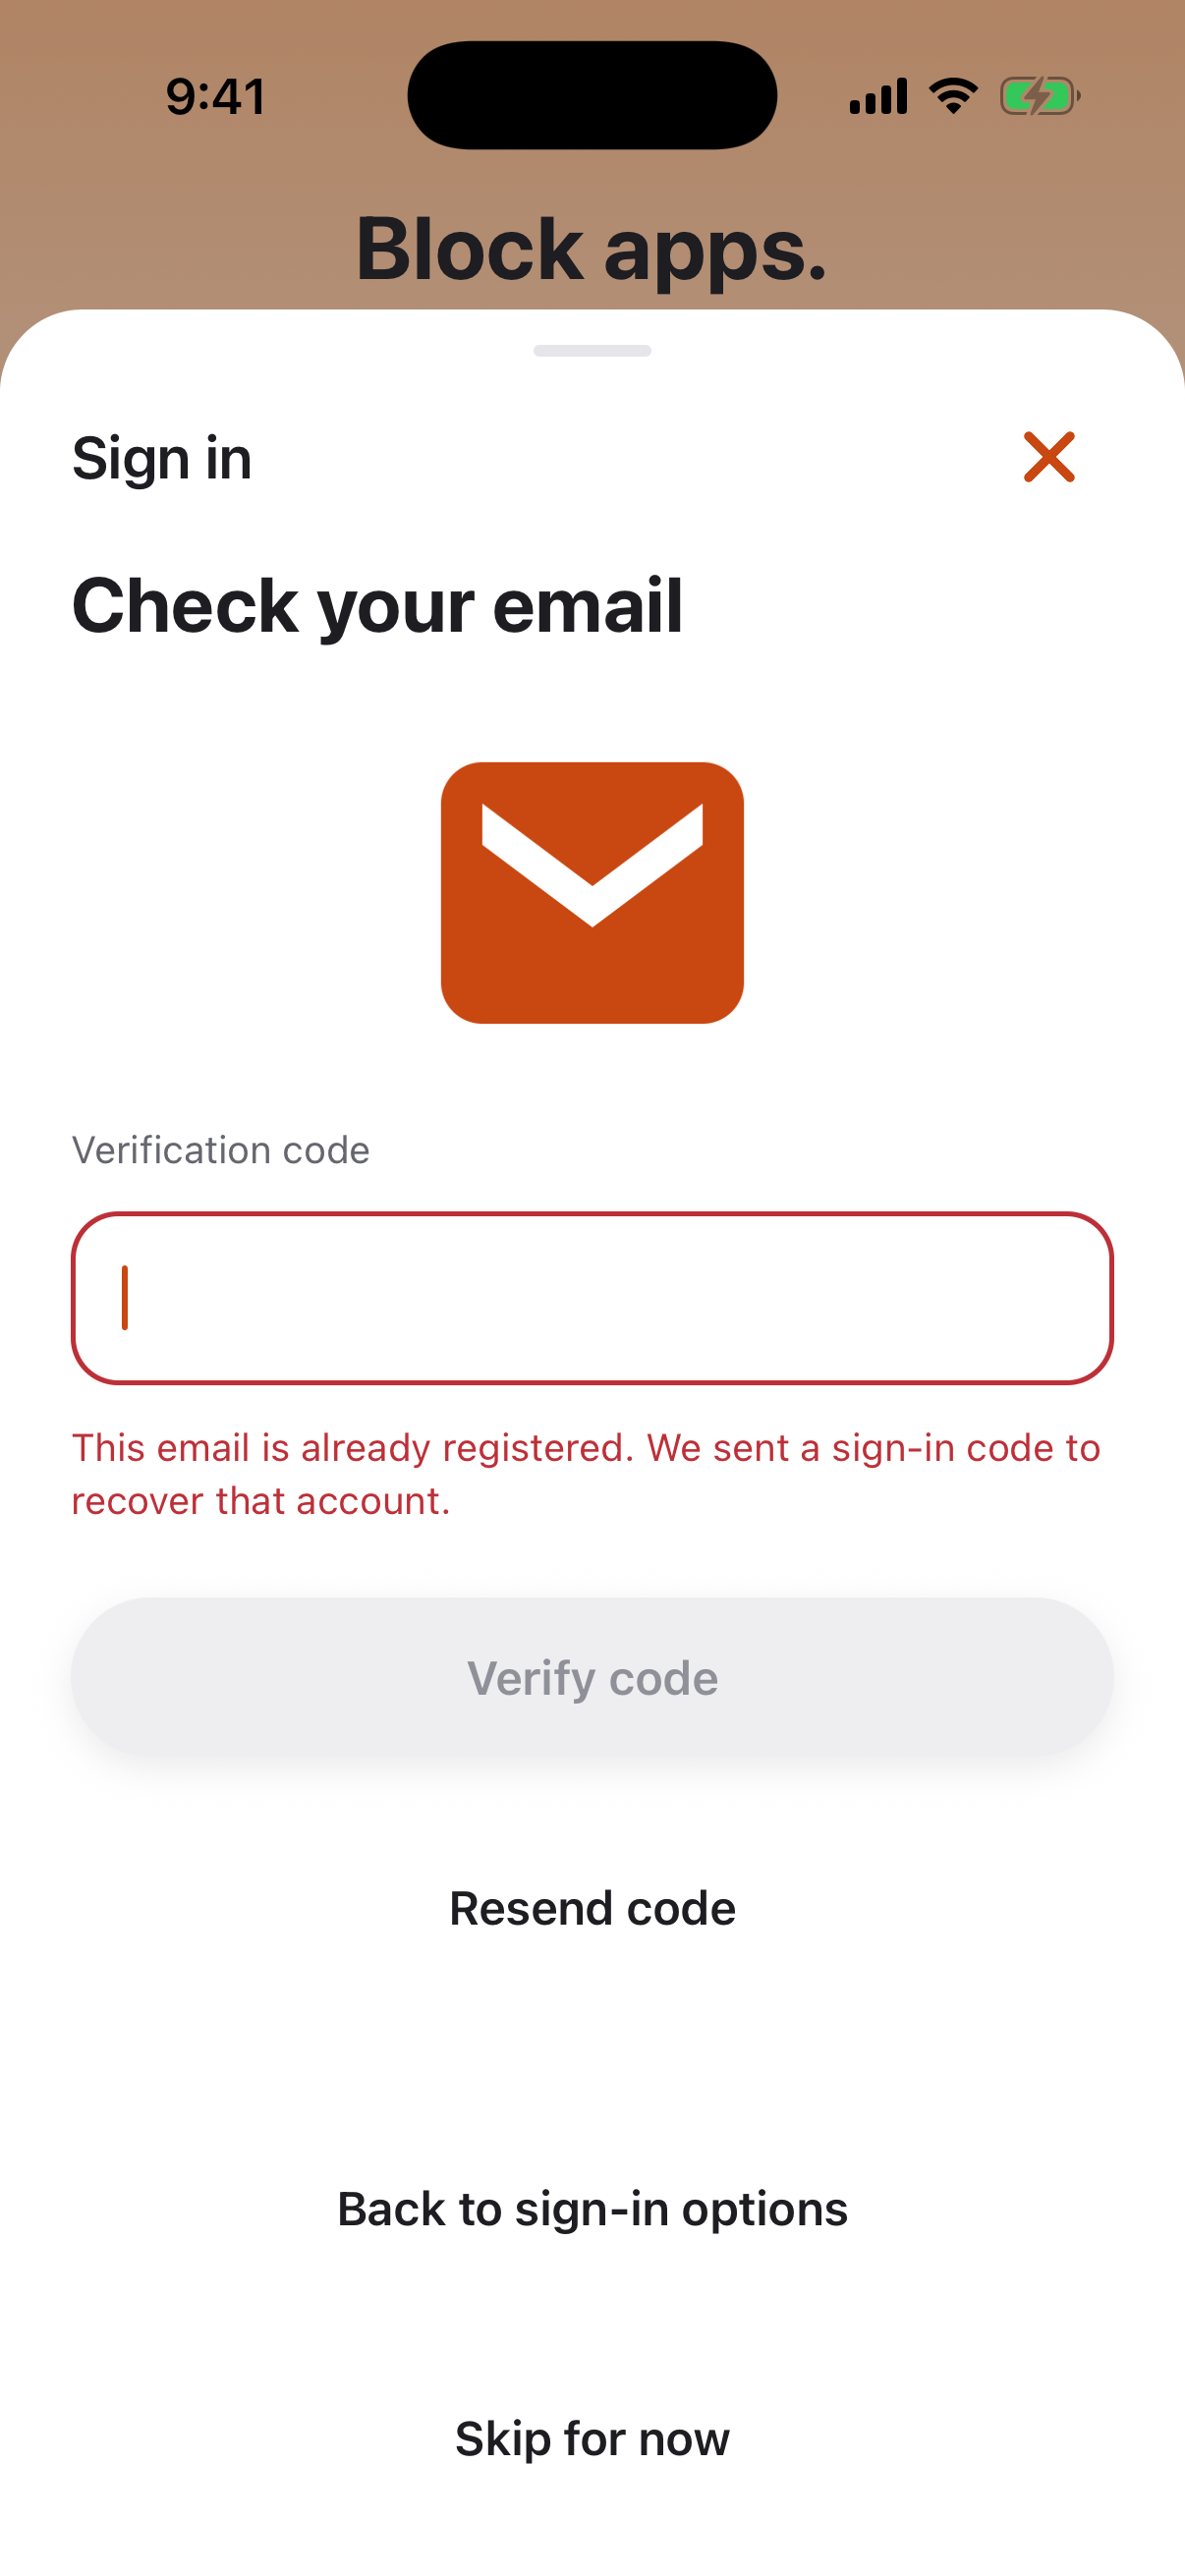 9:41
Block apps.
Sign in
Check your email
Verification code
This email is already registered. We sent a sign-in code to
recover that account.
Verify code
Resend code
Back to sign-in options
Skip for now